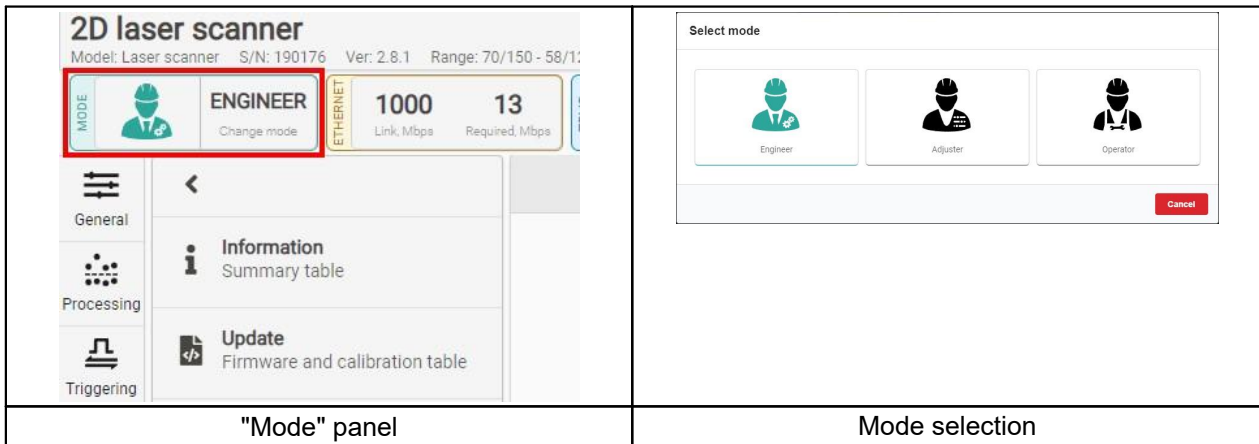 2D laser scanner
Model: Laser scanner S/N: 190176 Ver: 2.8.1 Range: 70/150 - 58/12
MODE
ENGINEER
Change mode
ETHERNET
1000
Link, Mbps
13
Required, Mbps
General
Processing
Triggering
Information
Summary table
Update
Firmware and calibration table
"Mode" panel
Select mode
Engineer
Adjuster
Operator
Cancel
Mode selection